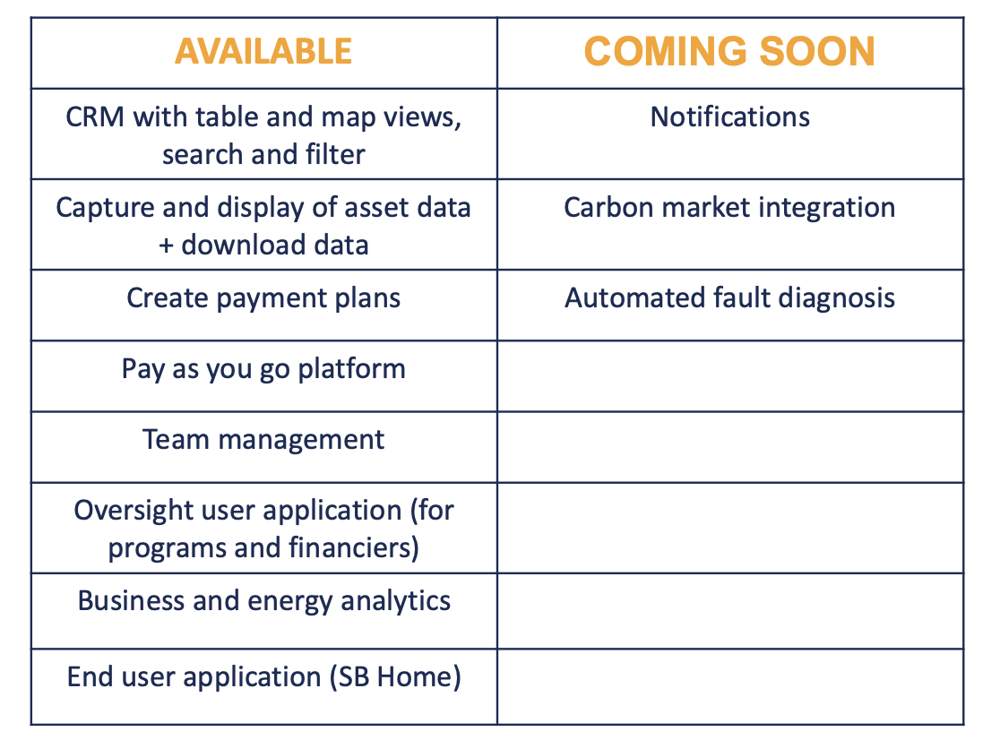 AVAILABLE
COMING SOON
CRM with table and map views,
search and filter
Notifications
Capture and display of asset data
+ download data
Carbon market integration
Create payment plans
Automated fault diagnosis
Pay as you go platform
Team management
Oversight user application (for
programs and financiers)
Business and energy analytics
End user application (SB Home)